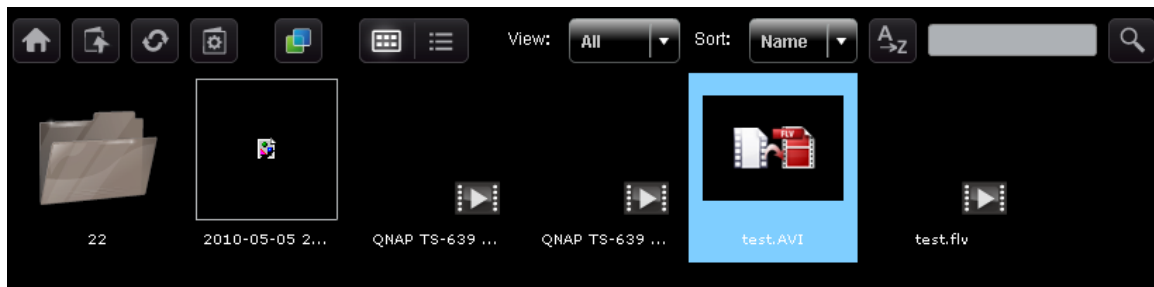 View: All Sort: Name A Z
FLV
22 2010-05-05 2... QNAP TS-639 ... QNAP TS-639 ... test.AVI test.flv